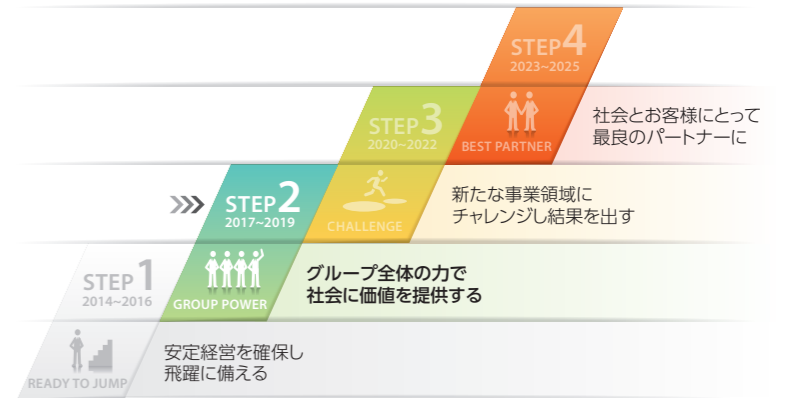 STEP4
2023~2025
BEST PARTNER
社会とお客様にとって
最良のパートナーに
STEP3
2020~2022
CHALLENGE
新たな事業領域に
チャレンジし結果を出す
STEP2
2017~2019
GROUP POWER
グループ全体の力で
社会に価値を提供する
STEP1
2014~2016
READY TO JUMP
安定経営を確保し
飛躍に備える